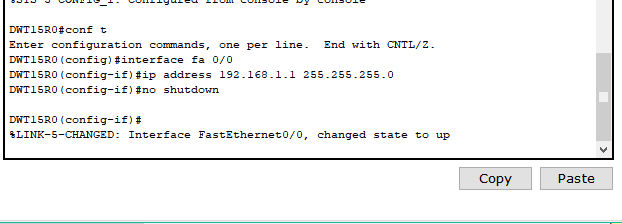 %SYS-5-CONFIG_I: Configured from console by console
DWT15R0#conf t
Enter configuration commands, one per line.  End with CNTL/Z.
DWT15R0(config)#interface fa 0/0
DWT15R0(config-if)#ip address 192.168.1.1 255.255.255.0
DWT15R0(config-if)#no shutdown
DWT15R0(config-if)#
%LINK-5-CHANGED: Interface FastEthernet0/0, changed state to up
Copy
Paste